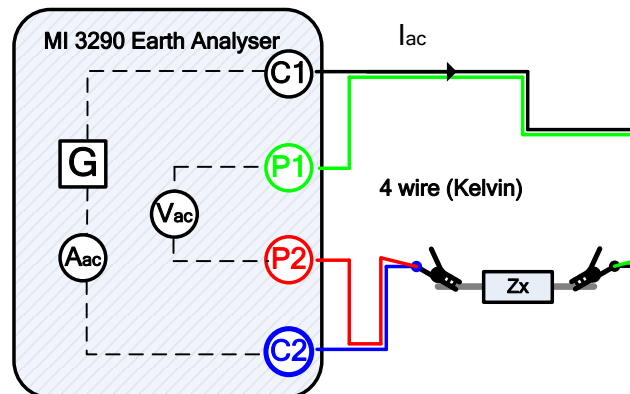 MI 3290 Earth Analyser
Iac
C1
G
P1
4 wire (Kelvin)
Vac
Aac
P2
Zx
C2